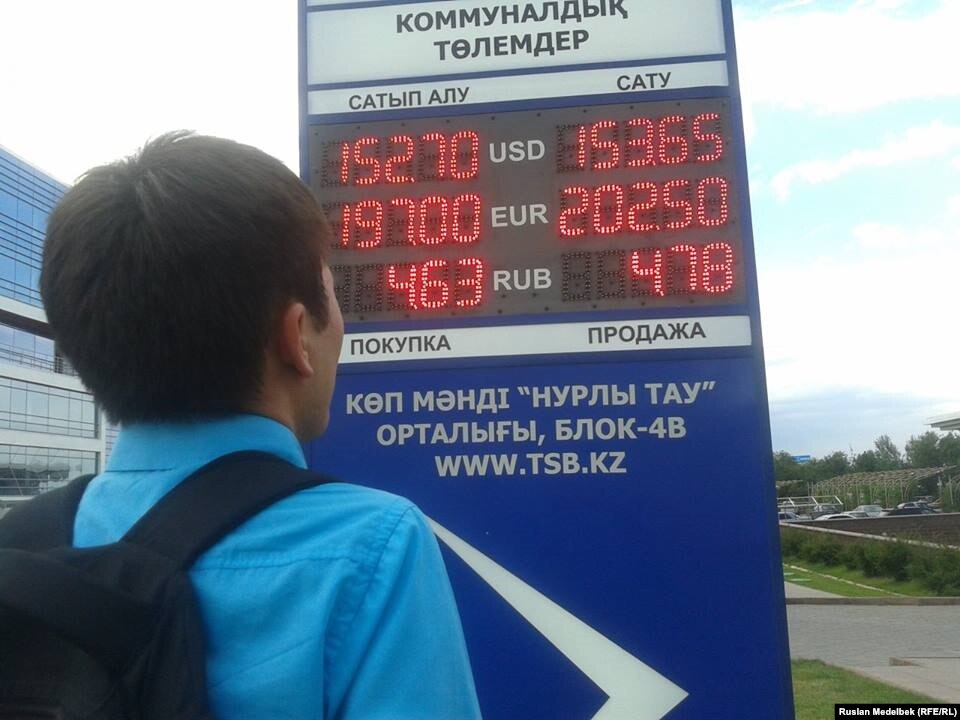 КОММУНАЛДЫҚ
ТӨЛЕМДЕР
САТЫП АЛУ САТУ
152.70 USD 153.65
197.00 EUR 202.50
4.63 RUB 4.78
ПОКУПКА ПРОДАЖА
КӨП МӘНДІ “НУРЛЫ ТАУ”
ОРТАЛЫҒЫ, БЛОК-4В
WWW.TSB.KZ
Ruslan Medelbek (RFE/RL)